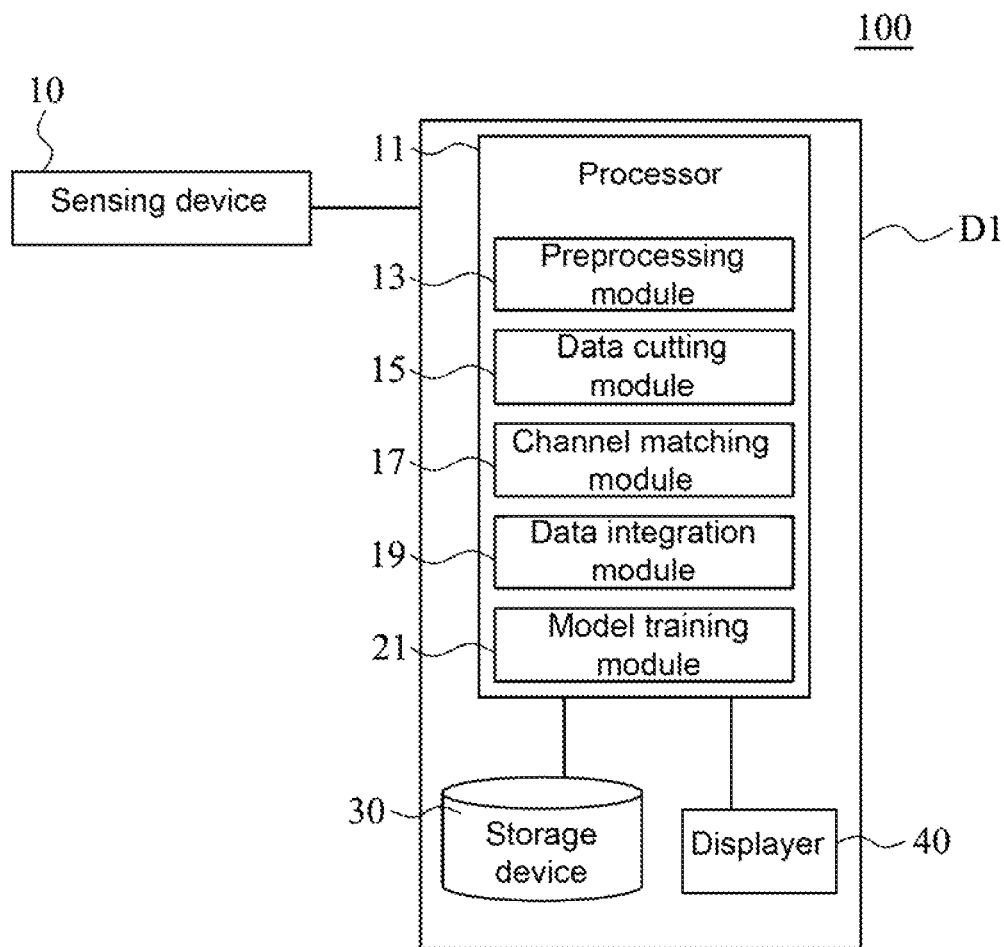 100
10
11
Processor
Sensing device
D1
Preprocessing
module
13
Data cutting
module
15
Channel matching
module
17
Data integration
module
19
Model training
module
21
30
Storage
device
Displayer
40